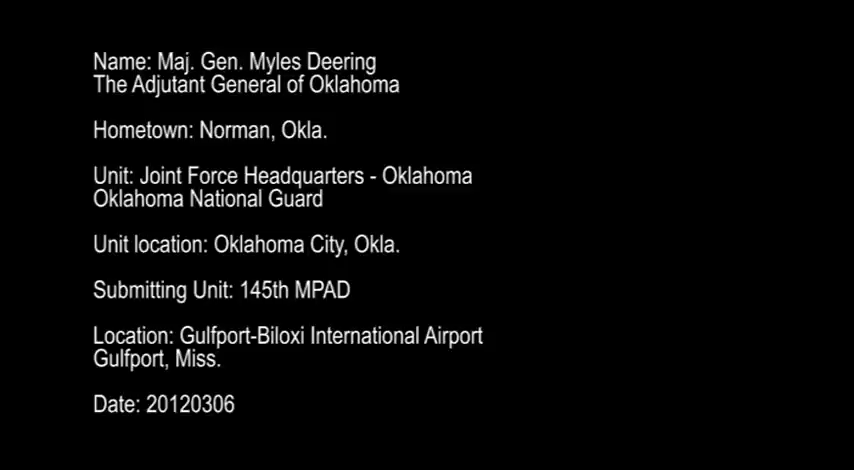 Name: Maj. Gen. Myles Deering
The Adjutant General of Oklahoma
Hometown: Norman, Okla.
Unit: Joint Force Headquarters - Oklahoma
Oklahoma National Guard
Unit location: Oklahoma City, Okla.
Submitting Unit: 145th MPAD
Location: Gulfport-Biloxi International Airport
Gulfport, Miss.
Date: 20120306